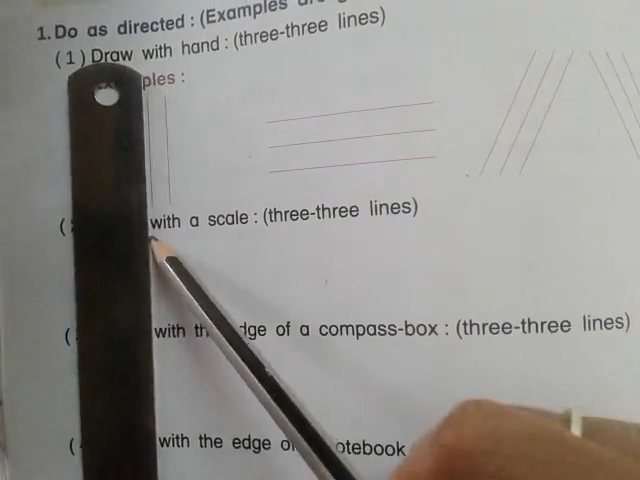 1. Do as directed : (Examples
(1) Draw with hand : (three-three lines)
ples :
( with a scale : (three-three lines)
( with th dge of a compass-box : (three-three lines)
( with the edge o otebook